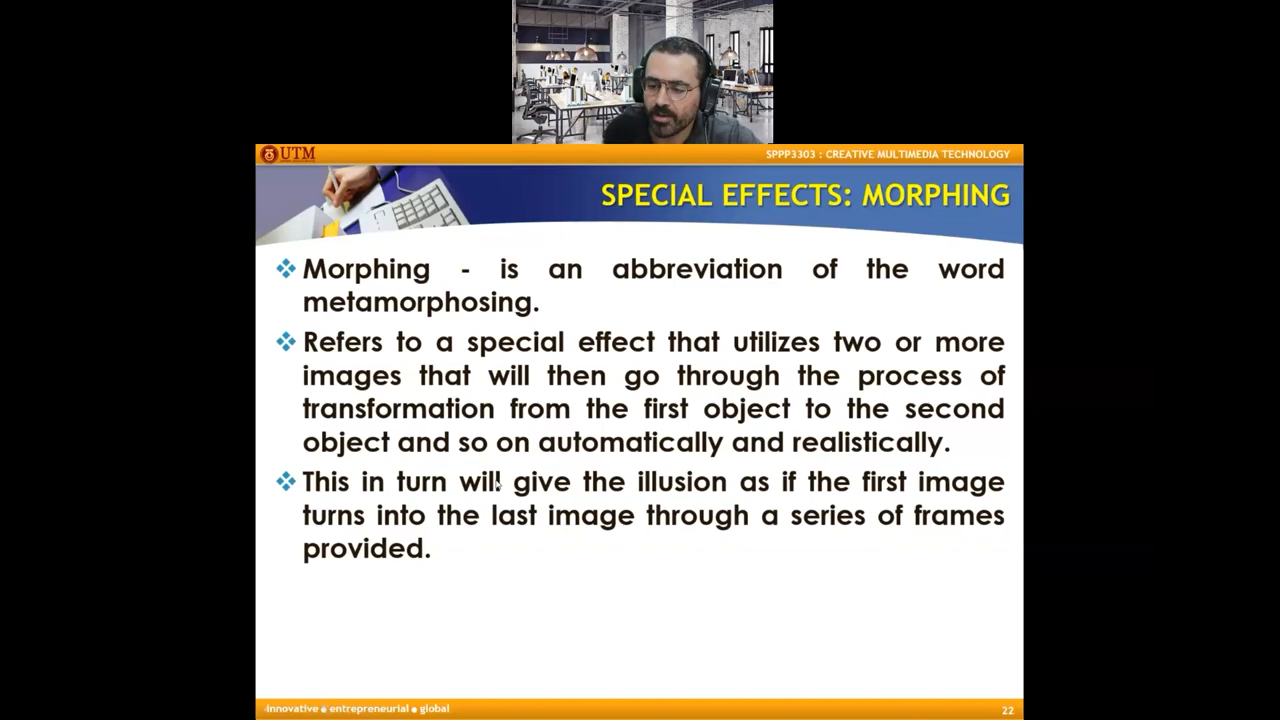 UTM
SPPP3303 : CREATIVE MULTIMEDIA TECHNOLOGY
SPECIAL EFFECTS: MORPHING
Morphing - is an abbreviation of the word
metamorphosing.
Refers to a special effect that utilizes two or more
images that will then go through the process of
transformation from the first object to the second
object and so on automatically and realistically.
This in turn will give the illusion as if the first image
turns into the last image through a series of frames
provided.
innovative ● entrepreneurial ● global
22